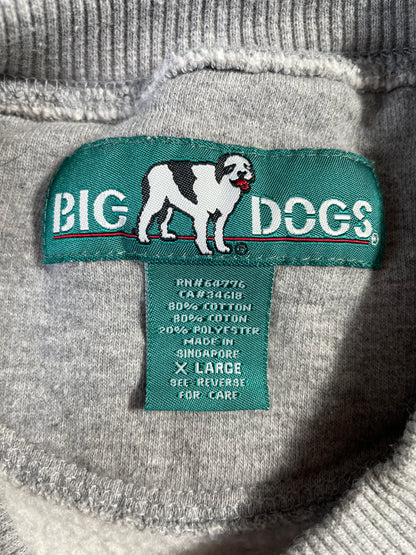 BIG DOGS®
RN#64776
CA#34618
80% COTTON
80% COTON
20% POLYESTER
MADE IN
SINGAPORE
X LARGE
SEE REVERSE
FOR CARE